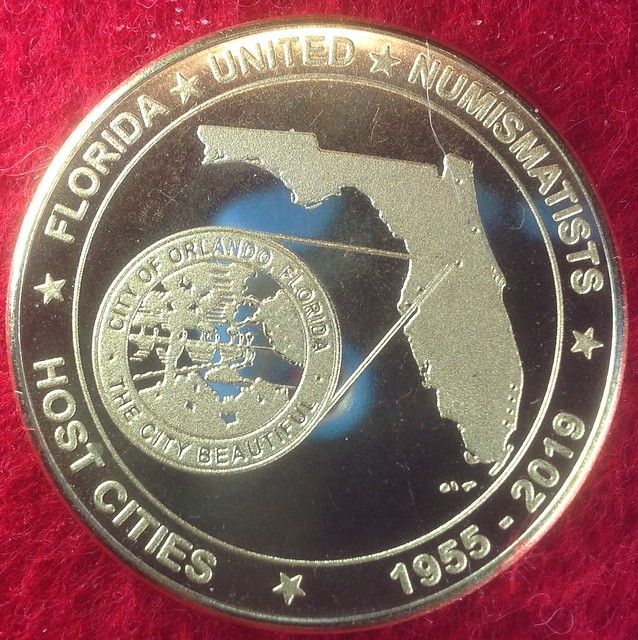 FLORIDA ★ UNITED ★ NUMISMATISTS
HOST CITIES
1955 - 2019
CITY OF ORLANDO, FLORIDA
THE CITY BEAUTIFUL